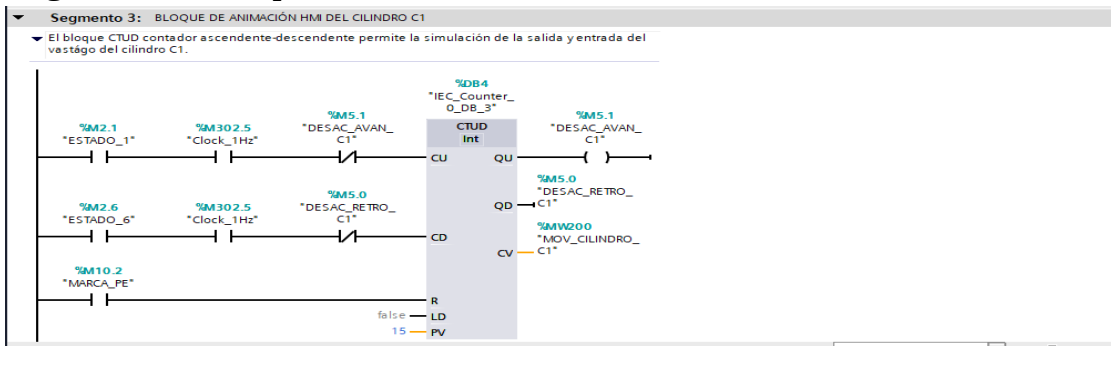 Segmento 3: BLOQUE DE ANIMACIÓN HMI DEL CILINDRO C1
El bloque CTUD contador ascendente-descendente permite la simulación de la salida y entrada del
vastágo del cilindro C1.
%DB4
"IEC_Counter_
0_DB_3"
%M2.1
"ESTADO_1"
%M302.5
"Clock_1Hz"
%M5.1
"DESAC_AVAN_
C1"
CTUD
Int
%M5.1
"DESAC_AVAN_
C1"
CU
QU
%M5.0
"DESAC_RETRO_
C1"
QD
%M2.6
"ESTADO_6"
%M302.5
"Clock_1Hz"
%M5.0
"DESAC_RETRO_
C1"
CD
%MW200
"MOV_CILINDRO_
C1"
CV
%M10.2
"MARCA_PE"
R
false
LD
15
PV